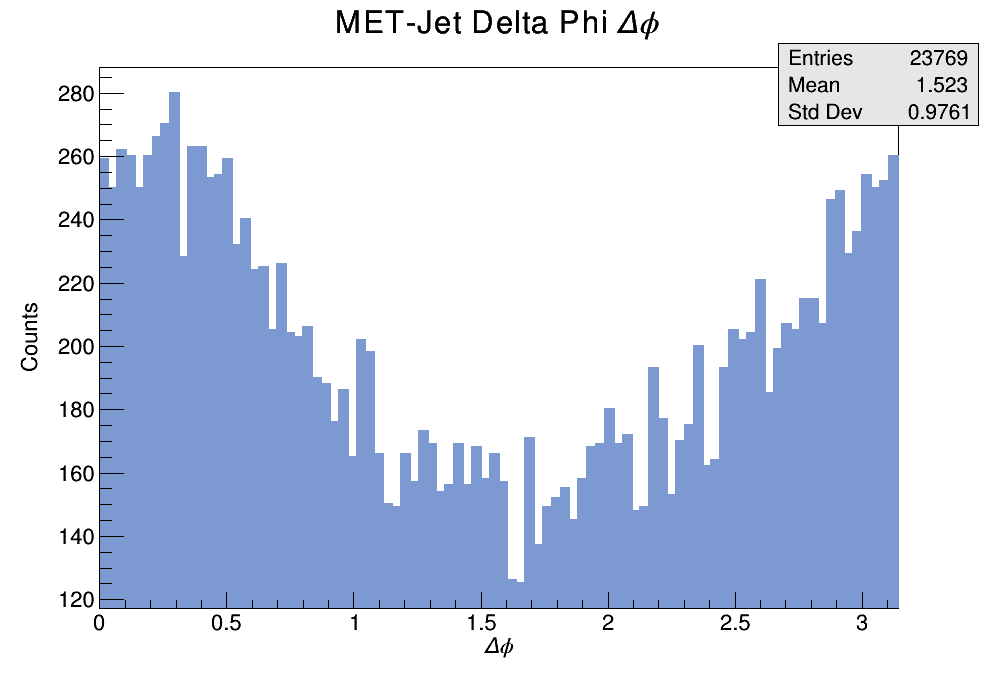 MET-Jet Delta Phi Δϕ
Entries 23769
Mean 1.523
Std Dev 0.9761
280
260
240
220
200
180
160
140
120
Counts
0 0.5 1 1.5 2 2.5 3
Δϕ